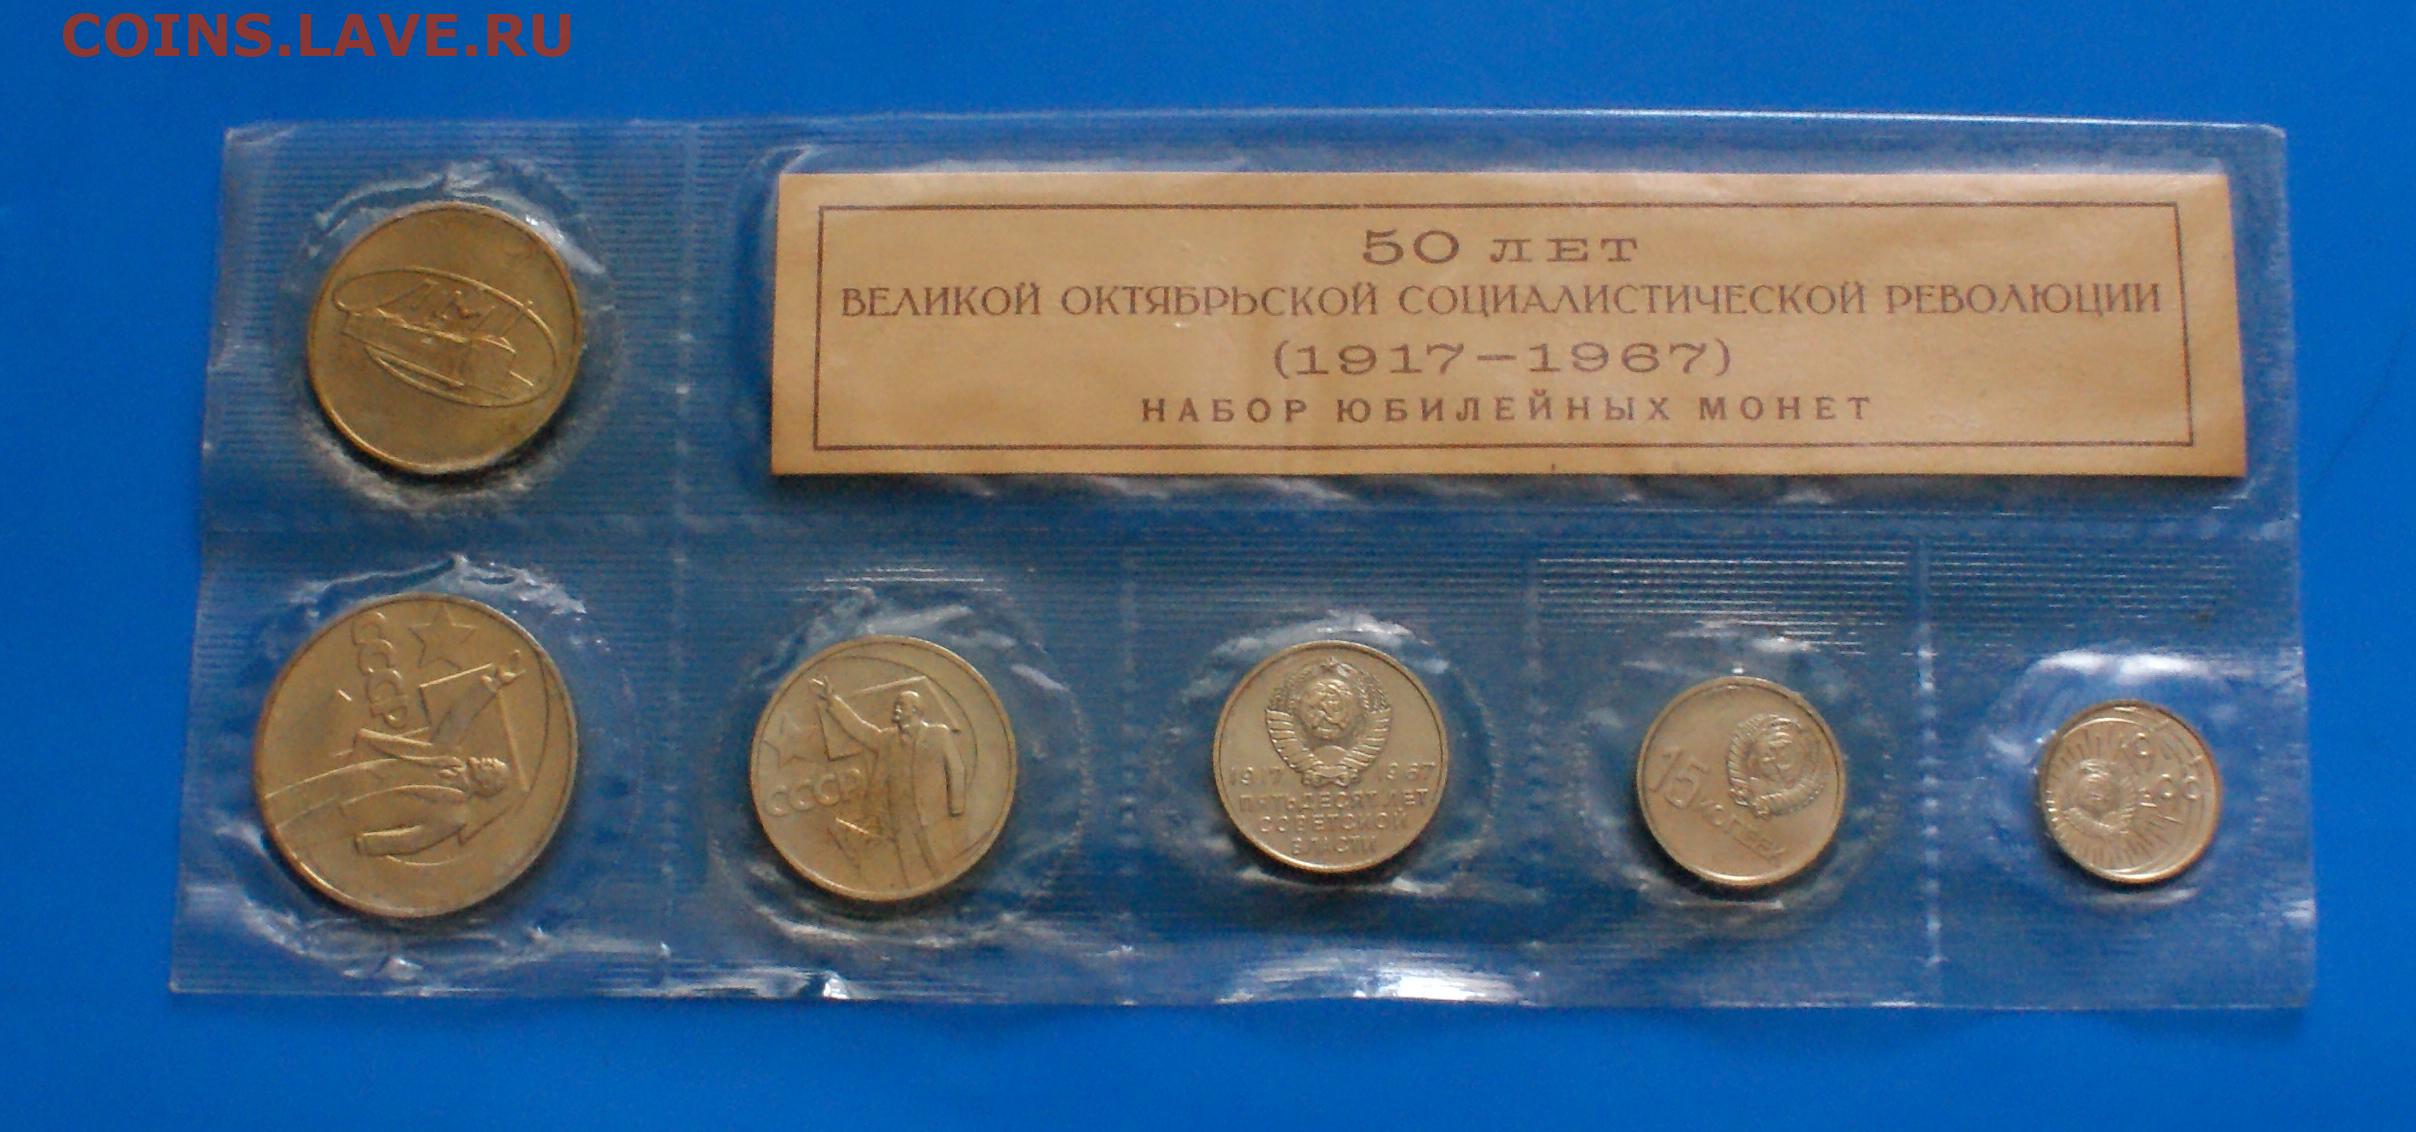 COINS.LAVE.RU
50 ЛЕТ
ВЕЛИКОЙ ОКТЯБРЬСКОЙ СОЦИАЛИСТИЧЕСКОЙ РЕВОЛЮЦИИ
(1917-1967)
НАБОР ЮБИЛЕЙНЫХ МОНЕТ
СССР
СССР
1917 1967
ПЯТЬДЕСЯТ ЛЕТ
СОВЕТСКОЙ
ВЛАСТИ
15
КОПЕЕК